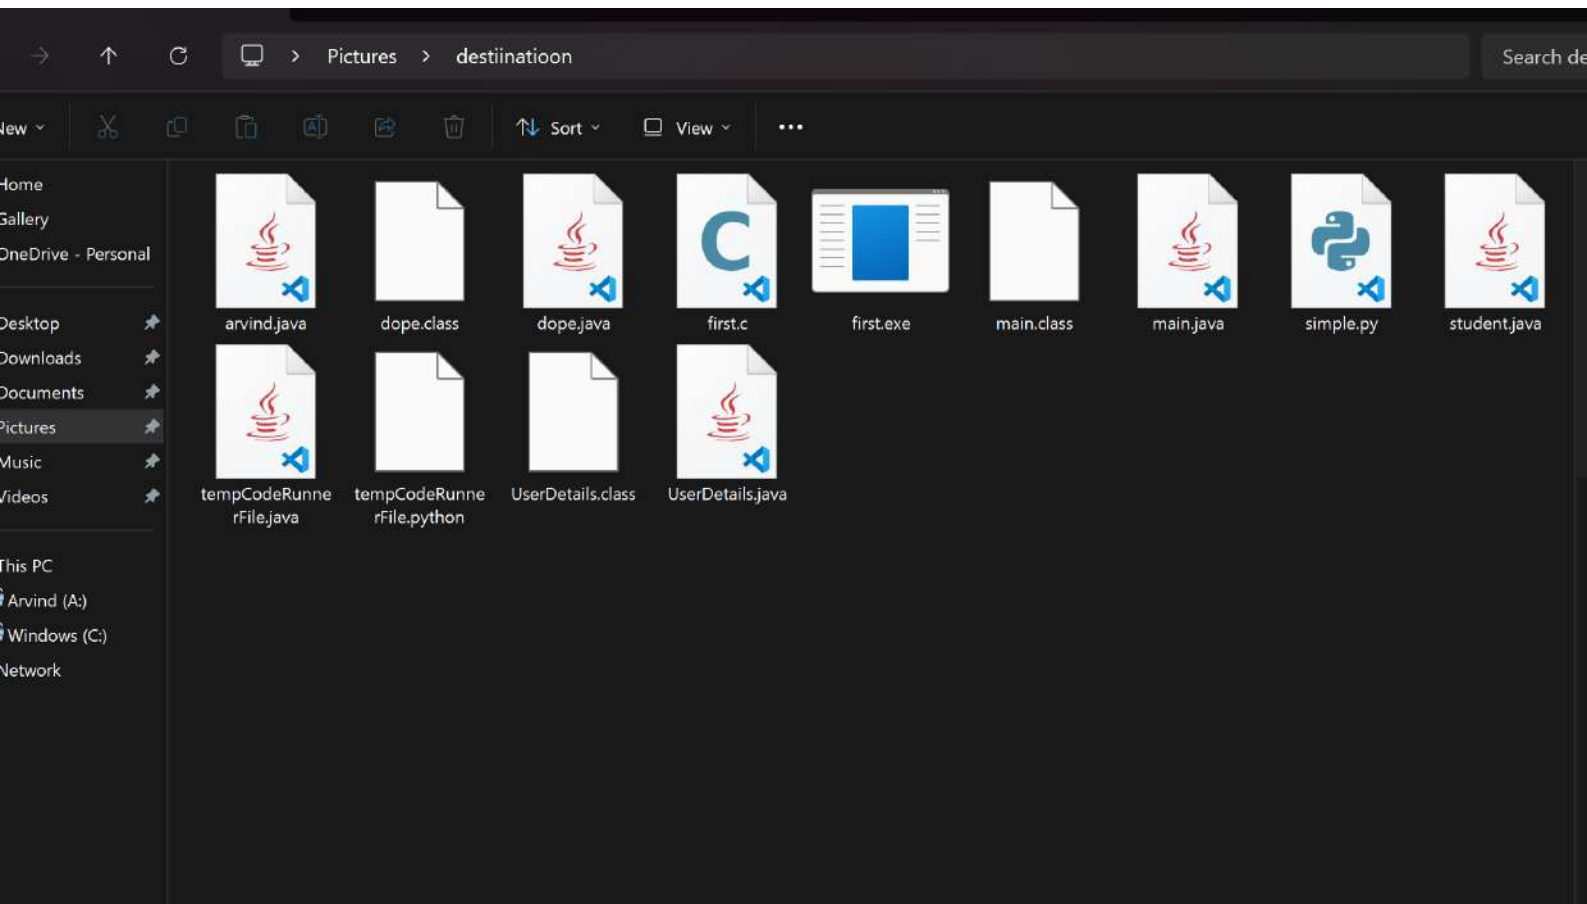 Pictures > destiinatioon
Search de
New
Sort
View
Home
Gallery
OneDrive - Personal
Desktop
Downloads
Documents
Pictures
Music
Videos
This PC
Arvind (A:)
Windows (C:)
Network
arvind.java
dope.class
dope.java
first.c
first.exe
main.class
main.java
simple.py
student.java
tempCodeRunne
rFile.java
tempCodeRunne
rFile.python
UserDetails.class
UserDetails.java